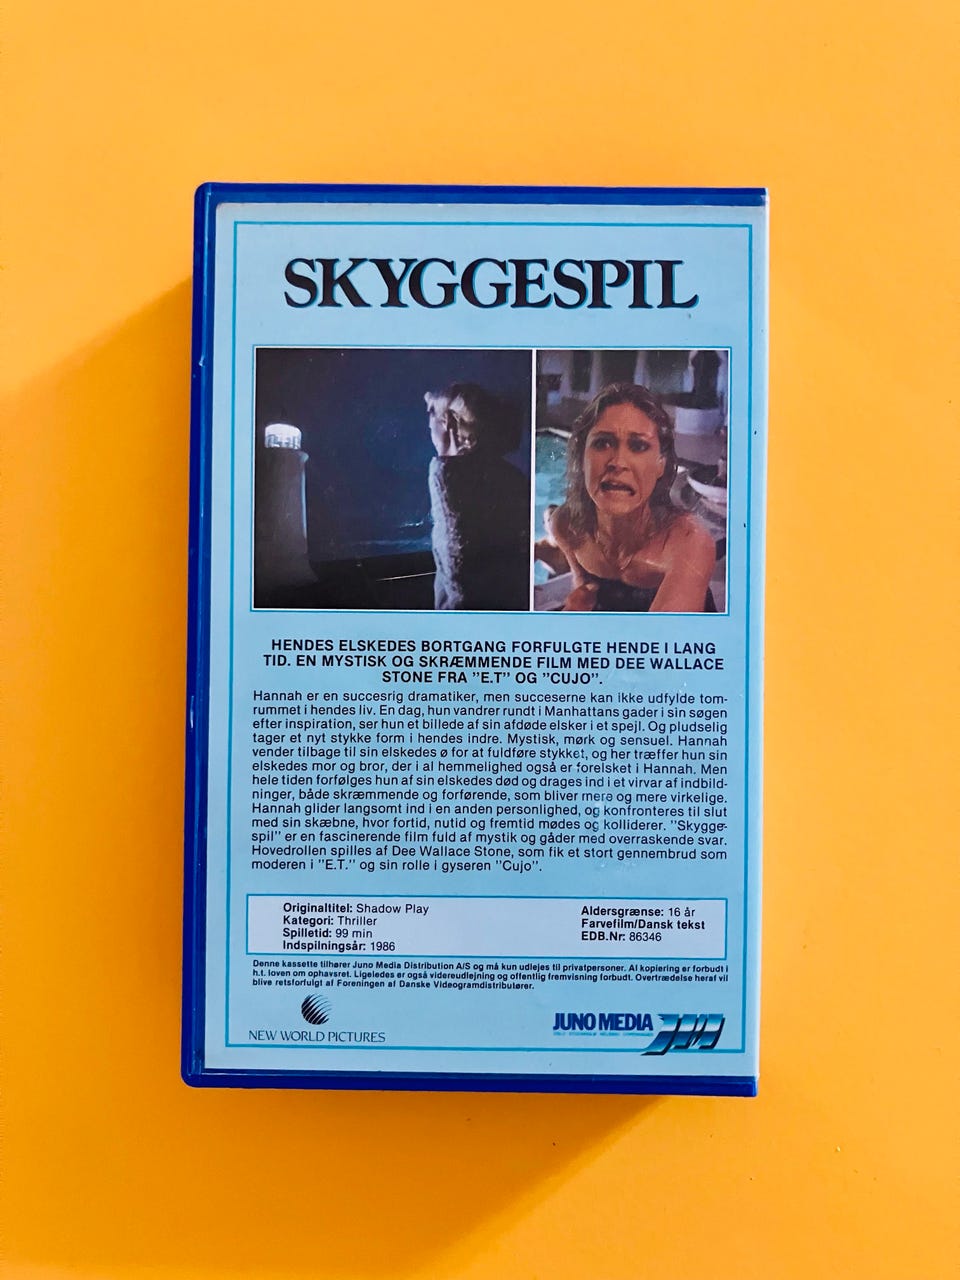 SKYGGESPIL
HENDES ELSKEDES BORTGANG FORFULGTE HENDE I LANG
TID. EN MYSTISK OG SKRÆMMENDE FILM MED DEE WALLACE
STONE FRA "E.T" OG "CUJO".
Hannah er en succesrig dramatiker, men succeserne kan ikke udfylde tom-
rummet i hendes liv. En dag, hun vandrer rundt i Manhattans gader i sin søgen
efter inspiration, ser hun et billede af sin afdøde elsker i et spejl. Og pludselig
tager et nyt stykke form i hendes indre. Mystisk, mørk og sensuel. Hannah
vender tilbage til sin elskedes ø for at fuldføre stykket, og her træffer hun sin
elskedes mor og bror, der i al hemmelighed også er forelsket i Hannah. Men
hele tiden forfølges hun af sin elskedes død og drages ind i et virvar af indbild-
ninger, både skræmmende og forførende, som bliver mere og mere virkelige.
Hannah glider langsomt ind i en anden personlighed, og konfronteres til slut
med sin skæbne, hvor fortid, nutid og fremtid mødes og kolliderer. "Skygge-
spil" er en fascinerende film fuld af mystik og gåder med overraskende svar.
Hovedrollen spilles af Dee Wallace Stone, som fik et stort gennembrud som
moderen i "E.T." og sin rolle i gyseren "Cujo".
Originaltitel: Shadow Play
Kategori: Thriller
Spilletid: 99 min
Indspilningsår: 1986
Aldersgrænse: 16 år
Farvefilm/Dansk tekst
EDB.Nr: 86346
Denne kassette tilhører Juno Media Distribution A/S og må kun udlejes til privatpersoner. Al kopiering er forbudt i
h.t. loven om ophavsret. Ligeledes er også videreudlejning og offentlig fremvisning forbudt. Overtrædelse heraf vil
blive retsforfulgt af Foreningen af Danske Videogramdistributører.
NEW WORLD PICTURES
JUNO MEDIA